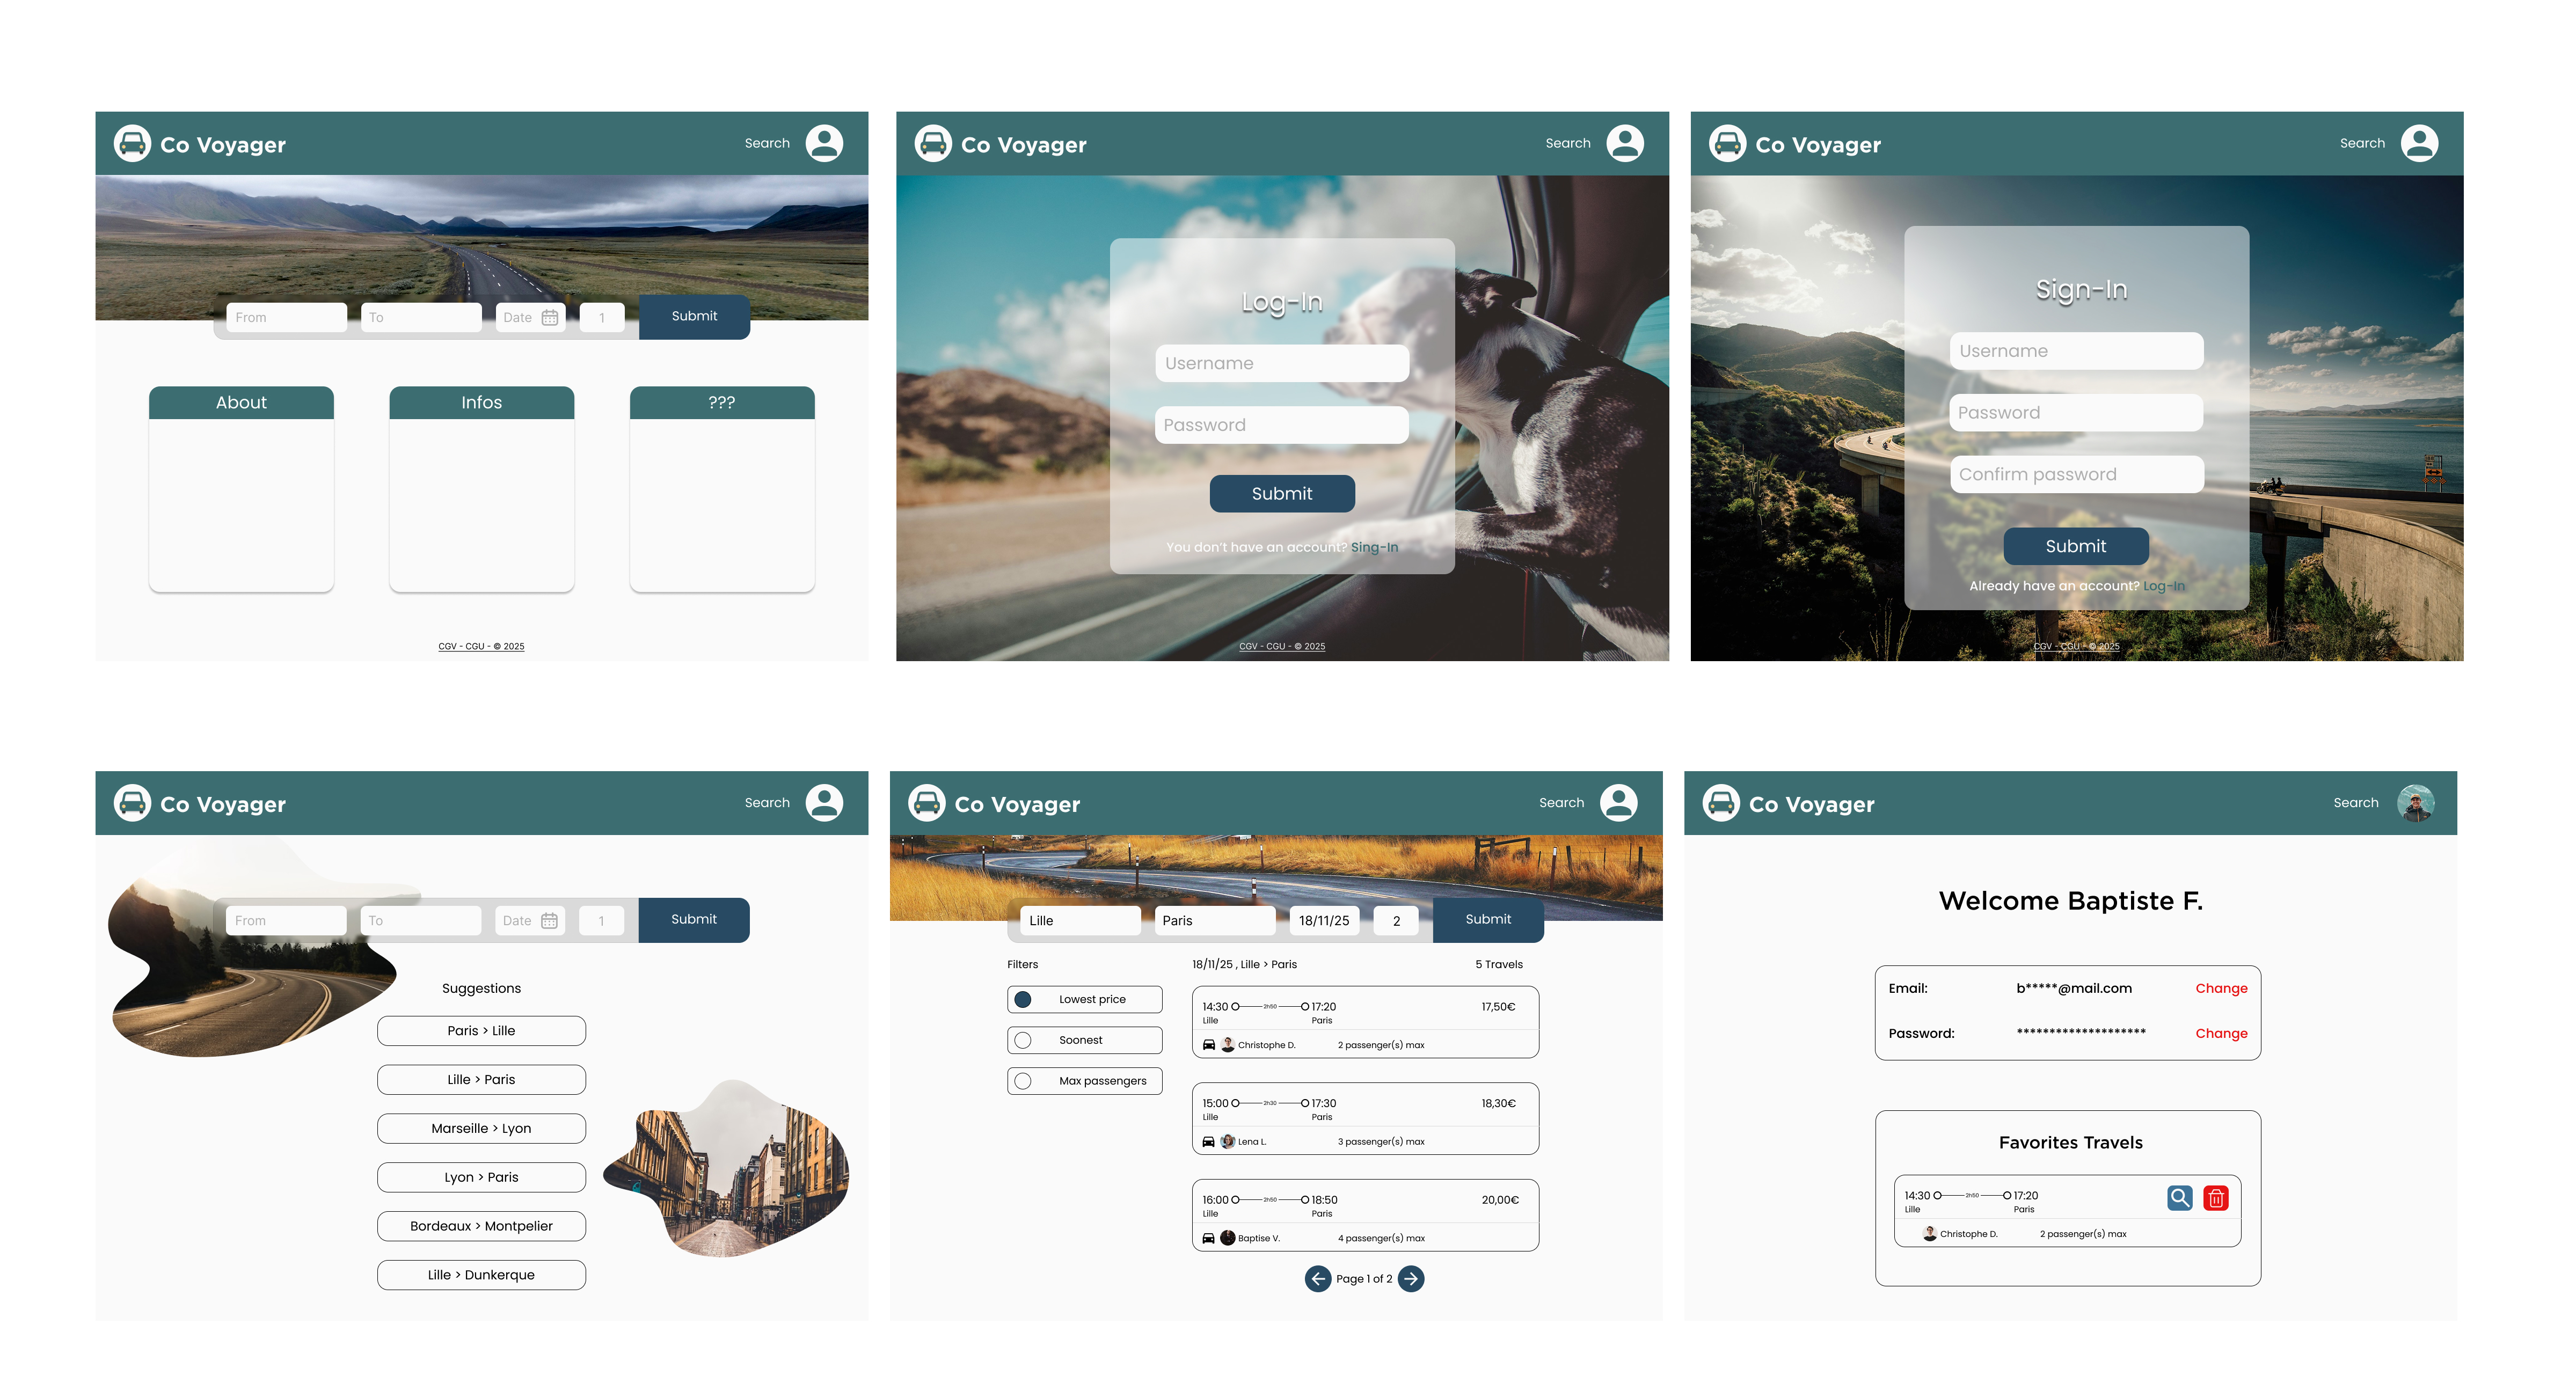 Co Voyager
Search
From
To
Date
1
Submit
About
Infos
???
CGV - CGU - © 2025
Co Voyager
Search
Log-In
Username
Password
Submit
You don't have an account? Sing-In
CGV - CGU - © 2025
Co Voyager
Search
Sign-In
Username
Password
Confirm password
Submit
Already have an account? Log-In
CGV - CGU - © 2025
Co Voyager
Search
From
To
Date
1
Submit
Suggestions
Paris > Lille
Lille > Paris
Marseille > Lyon
Lyon > Paris
Bordeaux > Montpelier
Lille > Dunkerque
Co Voyager
Search
Lille
Paris
18/11/25
2
Submit
Filters
Lowest price
Soonest
Max passengers
18/11/25 , Lille > Paris
5 Travels
14:30 2h50 17:20 17,50€
Lille Paris
Christophe D. 2 passenger(s) max
15:00 2h30 17:30 18,30€
Lille Paris
Lena L. 3 passenger(s) max
16:00 2h50 18:50 20,00€
Lille Paris
Baptise V. 4 passenger(s) max
Page 1 of 2
Co Voyager
Search
Welcome Baptiste F.
Email: b*****@mail.com Change
Password: ******************** Change
Favorites Travels
14:30 2h50 17:20
Lille Paris
Christophe D. 2 passenger(s) max